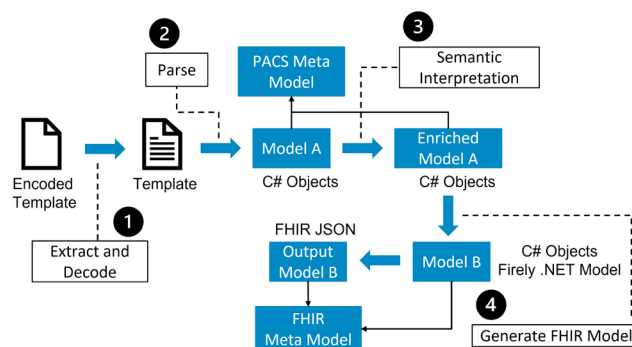 2
Parse
PACS Meta
Model
3
Semantic
Interpretation
Encoded
Template
Template
Model A
C# Objects
Enriched
Model A
C# Objects
1
Extract and
Decode
FHIR JSON
Output
Model B
Model B
C# Objects
Firely .NET Model
FHIR
Meta Model
4
Generate FHIR Model